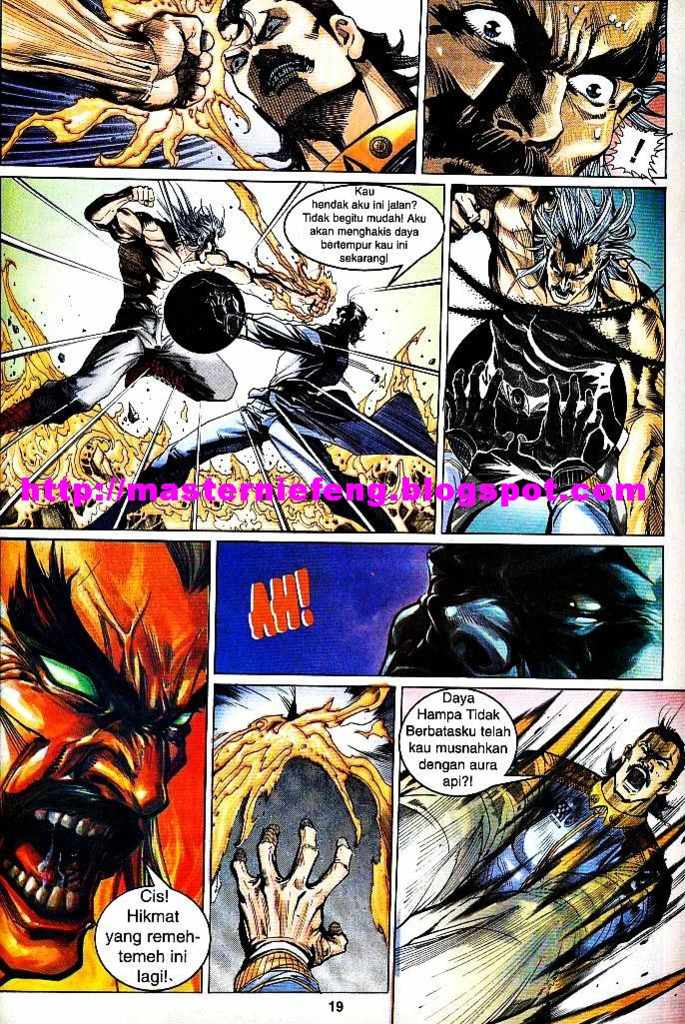 !
Kau
hendak aku ini jalan?
Tidak begitu mudah! Aku
akan menghakis daya
bertempur kau ini
sekarang!
http://masterniefeng.blogspot.com
AH!
Cis!
Hikmat
yang remeh-
temeh ini
lagi!
Daya
Hampa Tidak
Berbatasku telah
kau musnahkan
dengan aura
api?!
19